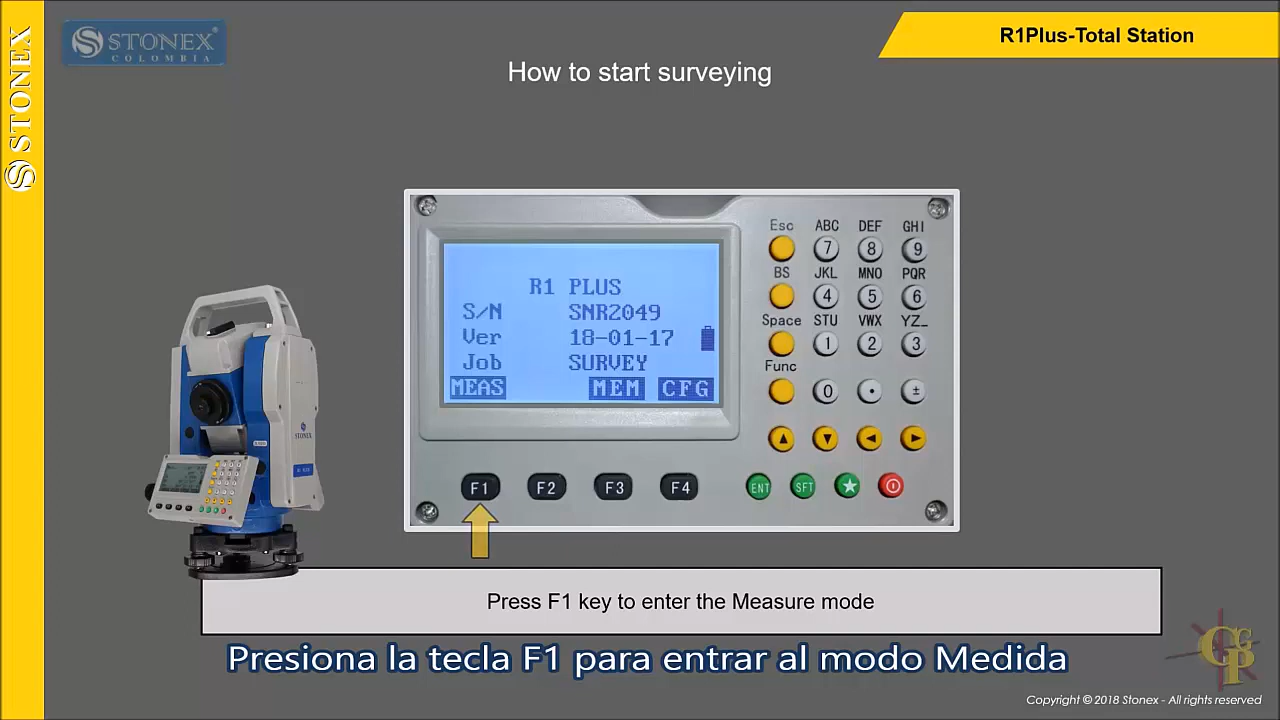 STONEX
STONEX®
COLOMBIA
R1Plus-Total Station
How to start surveying
R1 PLUS
S/N SNR2049
Ver 18-01-17
Job SURVEY
MEAS MEM CFG
Esc ABC DEF GHI
7 8 9
BS JKL MNO PQR
4 5 6
Space STU VWX YZ_
1 2 3
Func
0 • ±
F1 F2 F3 F4 ENT SFT
STONEX
Press F1 key to enter the Measure mode
Presiona la tecla F1 para entrar al modo Medida
Copyright © 2018 Stonex - All rights reserved